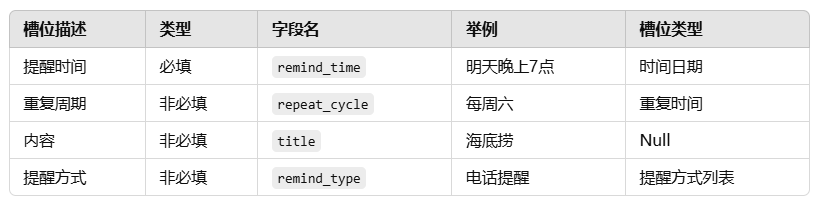 槽位描述 类型 字段名 举例 槽位类型
提醒时间 必填 remind_time 明天晚上7点 时间日期
重复周期 非必填 repeat_cycle 每周六 重复时间
内容 非必填 title 海底捞 Null
提醒方式 非必填 remind_type 电话提醒 提醒方式列表